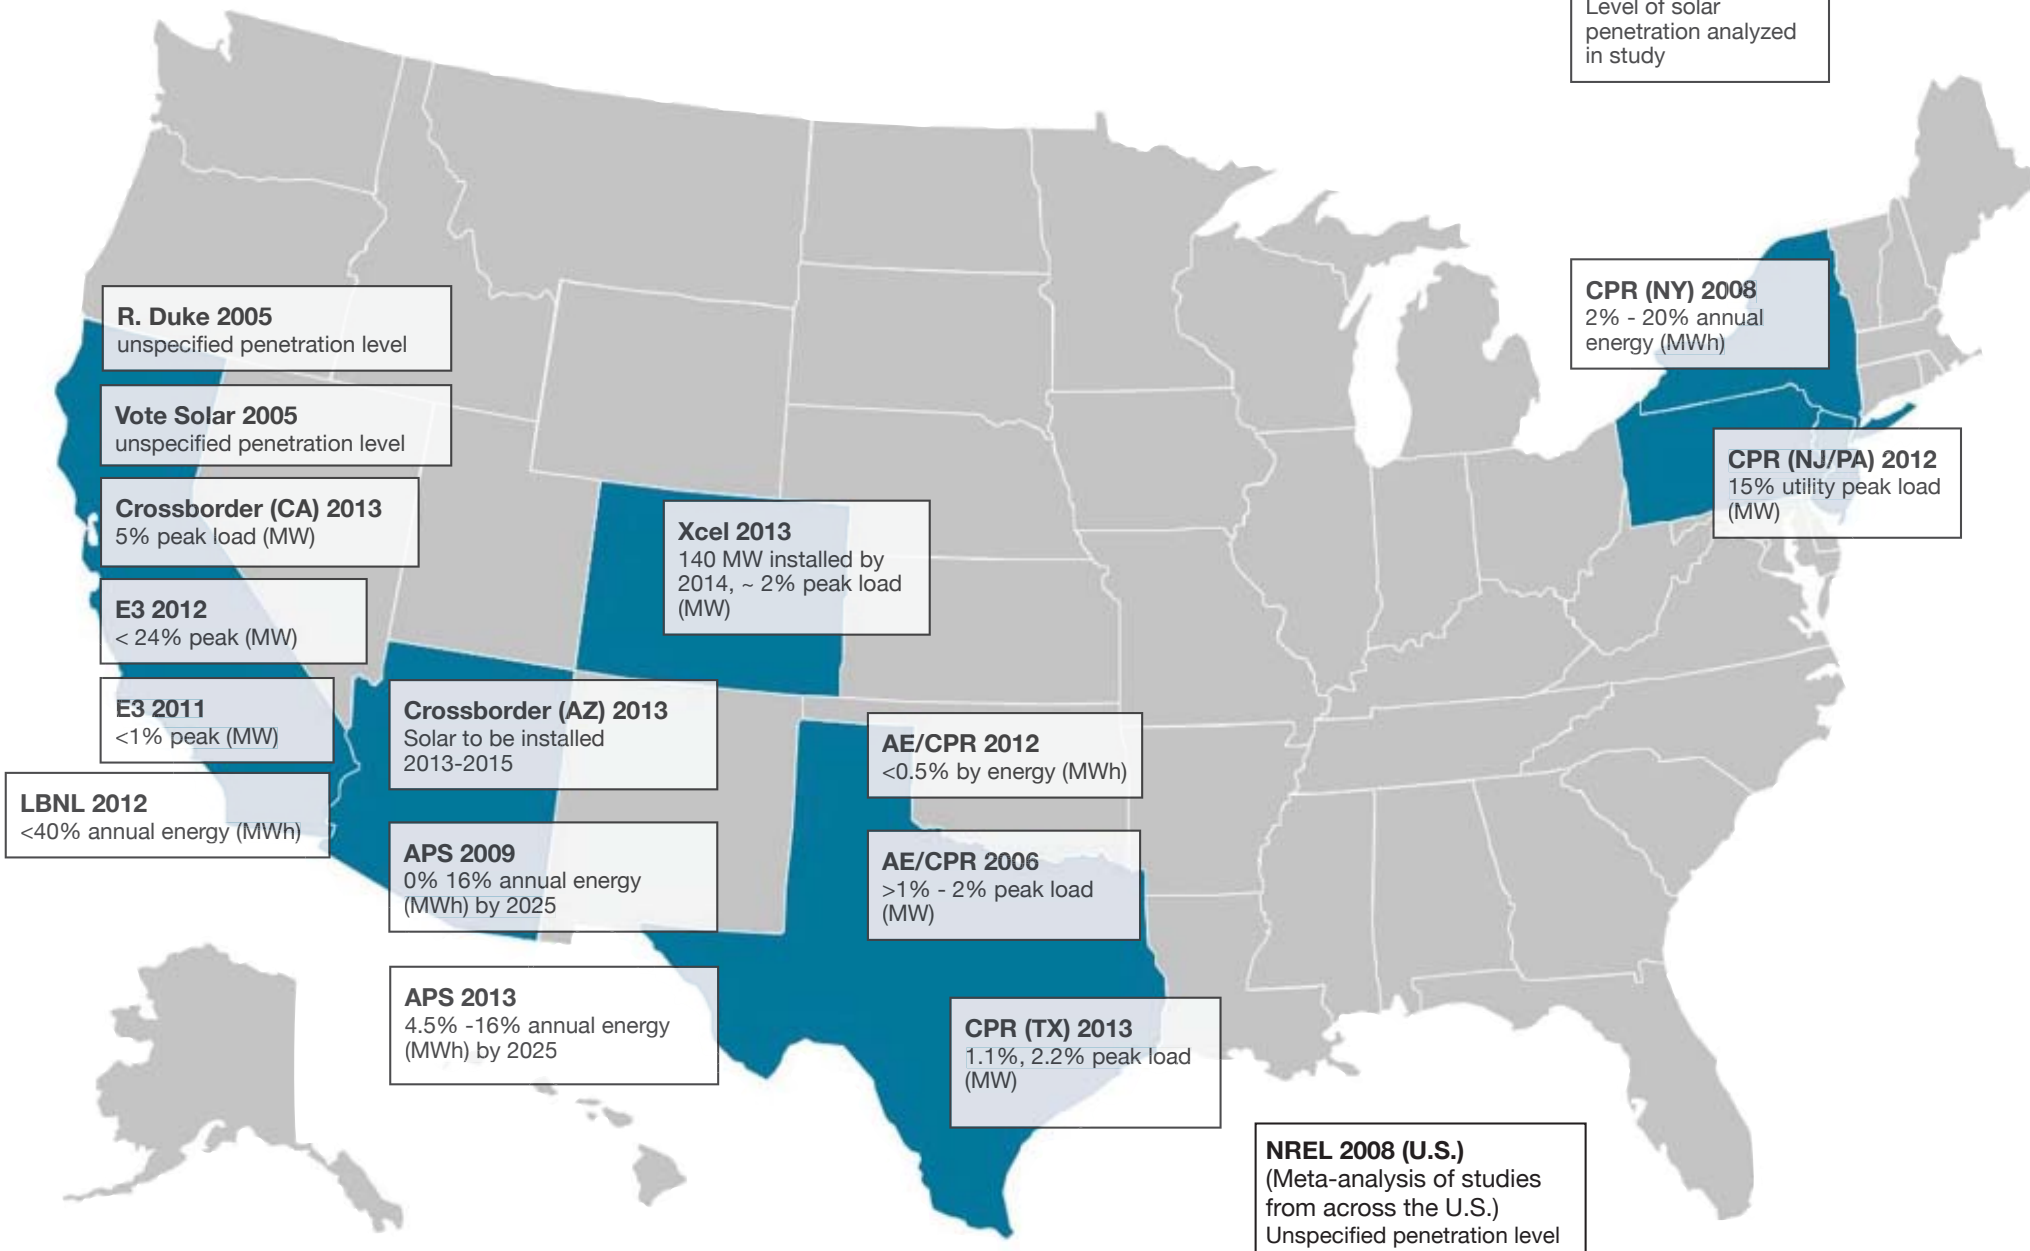 Level of solar
penetration analyzed
in study
R. Duke 2005
unspecified penetration level
Vote Solar 2005
unspecified penetration level
Crossborder (CA) 2013
5% peak load (MW)
E3 2012
< 24% peak (MW)
E3 2011
<1% peak (MW)
LBNL 2012
<40% annual energy (MWh)
Xcel 2013
140 MW installed by
2014, ~ 2% peak load
(MW)
Crossborder (AZ) 2013
Solar to be installed
2013-2015
APS 2009
0% 16% annual energy
(MWh) by 2025
APS 2013
4.5% -16% annual energy
(MWh) by 2025
AE/CPR 2012
<0.5% by energy (MWh)
AE/CPR 2006
>1% - 2% peak load
(MW)
CPR (TX) 2013
1.1%, 2.2% peak load
(MW)
CPR (NY) 2008
2% - 20% annual
energy (MWh)
CPR (NJ/PA) 2012
15% utility peak load
(MW)
NREL 2008 (U.S.)
(Meta-analysis of studies
from across the U.S.)
Unspecified penetration level